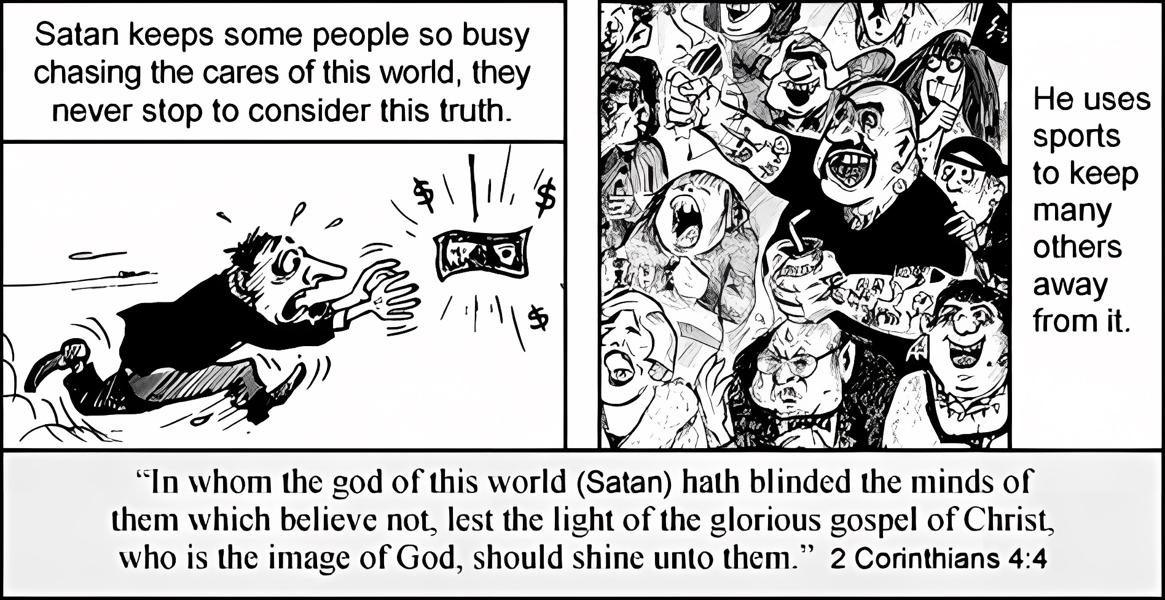 Satan keeps some people so busy
chasing the cares of this world, they
never stop to consider this truth.
$
$
$
He uses
sports
to keep
many
others
away
from it.
“In whom the god of this world (Satan) hath blinded the minds of
them which believe not, lest the light of the glorious gospel of Christ,
who is the image of God, should shine unto them.” 2 Corinthians 4:4